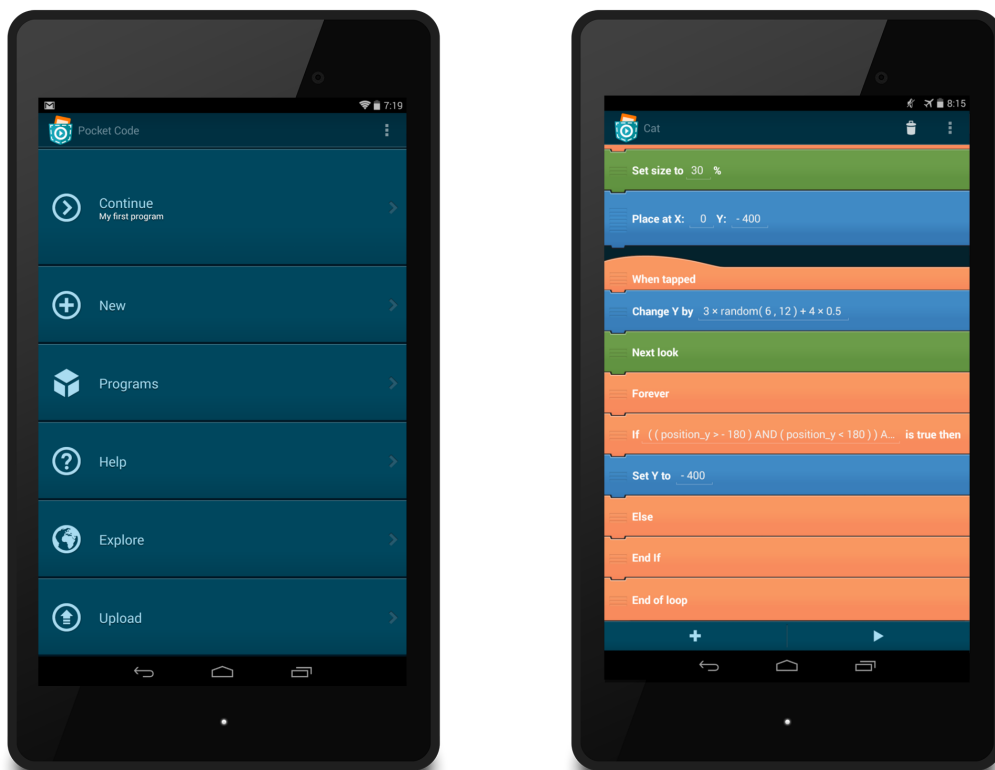 7:19
Pocket Code
Continue
My first program
New
Programs
Help
Explore
Upload
8:15
Cat
Set size to 30 %
Place at X: 0 Y: - 400
When tapped
Change Y by 3 × random( 6 , 12 ) + 4 × 0.5
Next look
Forever
If ( ( position_y > - 180 ) AND ( position_y < 180 ) ) A... is true then
Set Y to - 400
Else
End If
End of loop